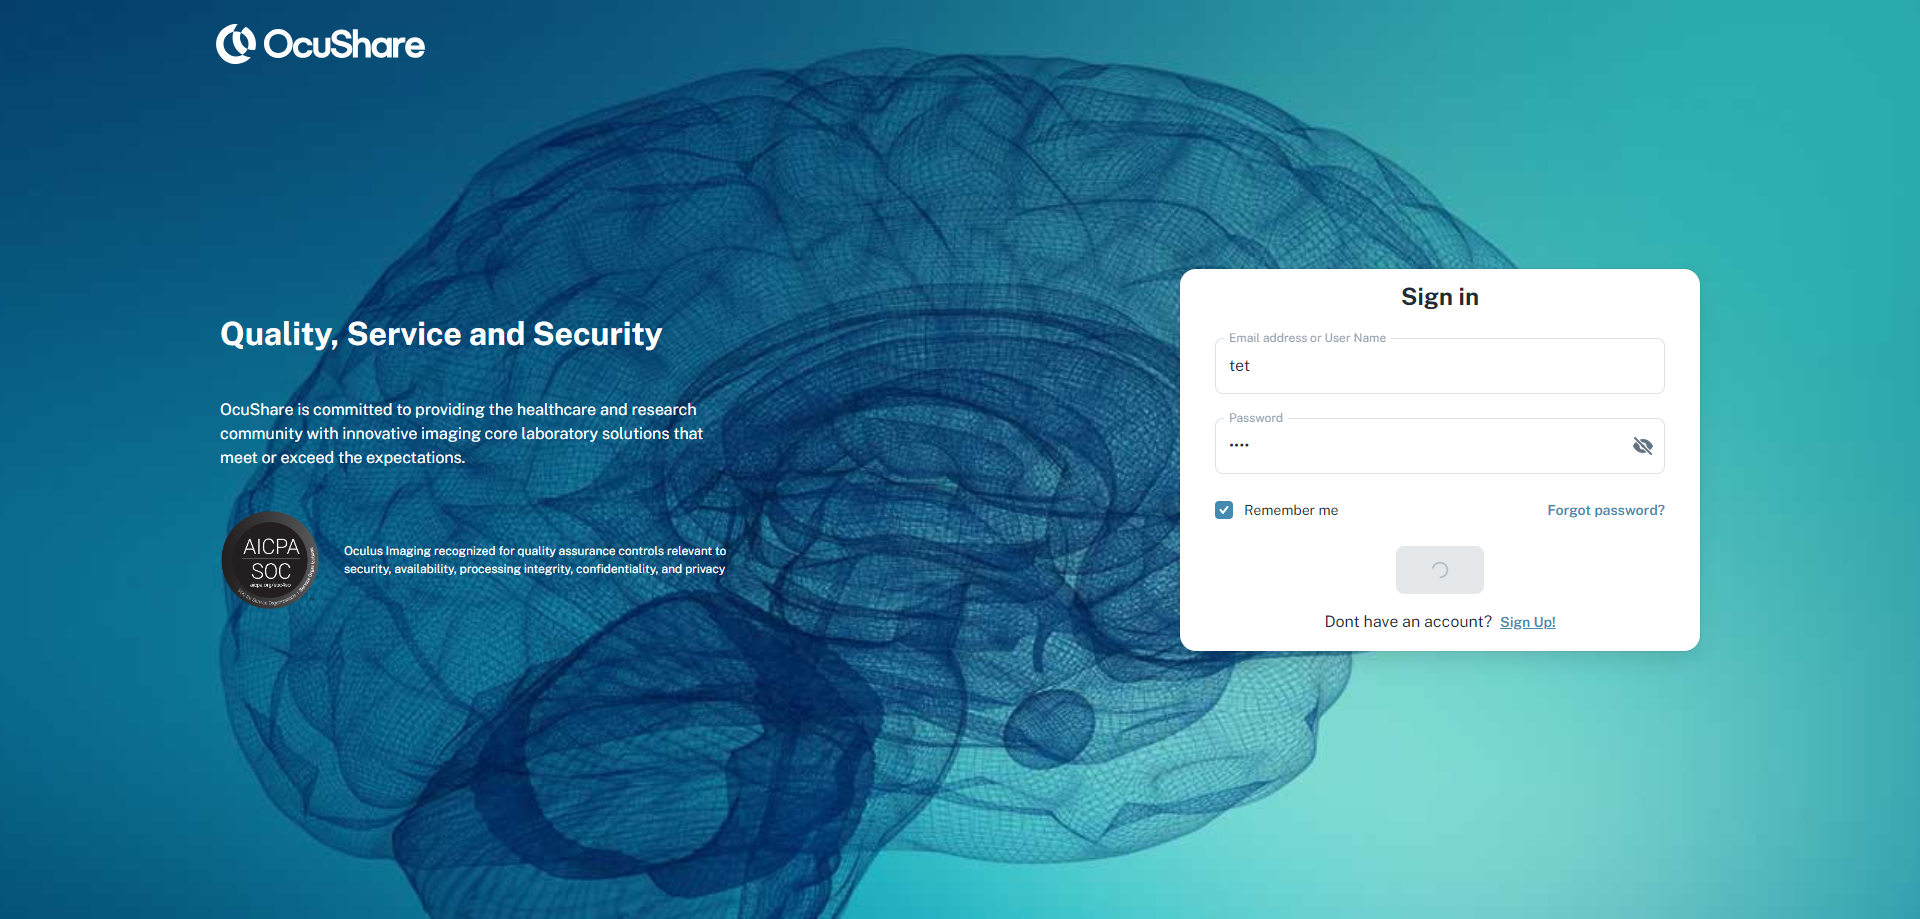 OcuShare
Quality, Service and Security
OcuShare is committed to providing the healthcare and research
community with innovative imaging core laboratory solutions that
meet or exceed the expectations.
AICPA
SOC
aicpa.org/soc4so
Oculus Imaging recognized for quality assurance controls relevant to
security, availability, processing integrity, confidentiality, and privacy
Sign in
Email address or User Name
tet
Password
••••
Remember me
Forgot password?
Dont have an account? Sign Up!